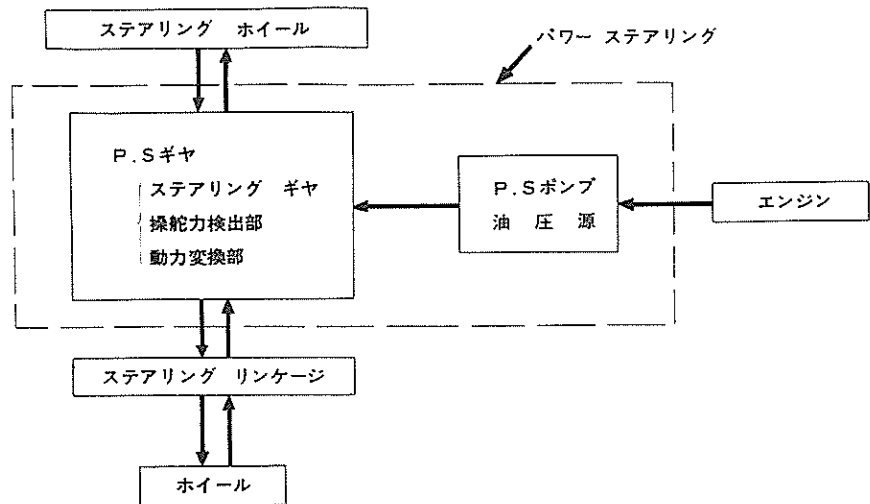 ステアリング ホイール
パワー ステアリング
P.Sギヤ
ステアリング ギヤ
操舵力検出部
動力変換部
P.Sポンプ
油 圧 源
エンジン
ステアリング リンケージ
ホイール